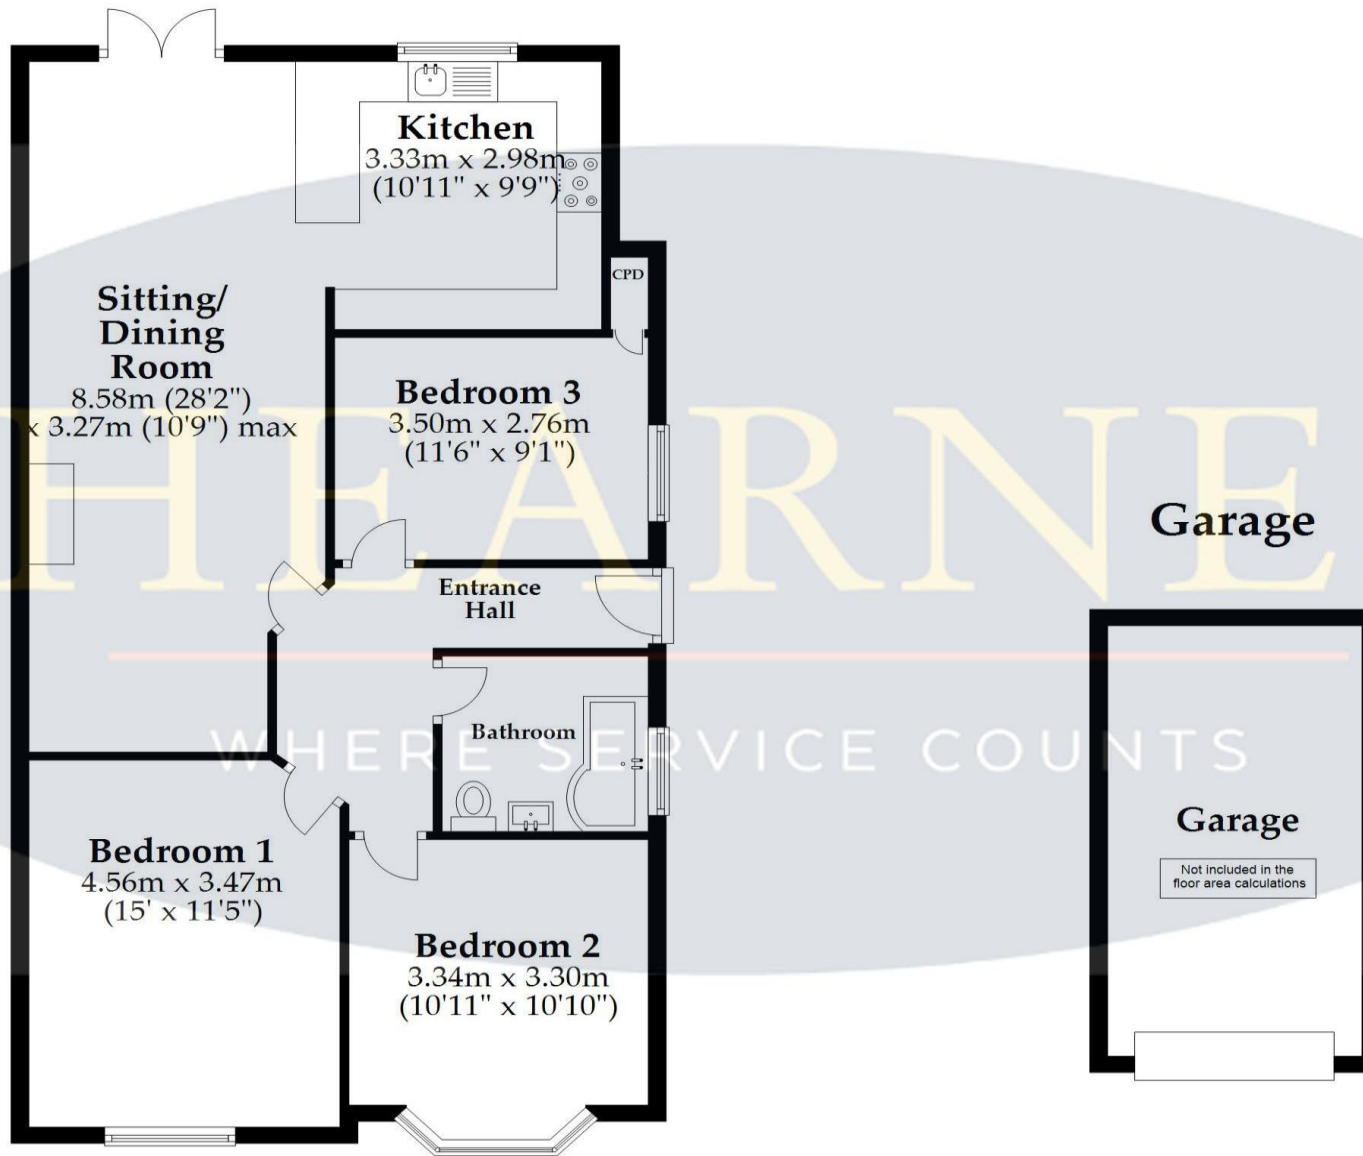 Kitchen
3.33m x 2.98m
(10'11" x 9'9")
CPD
Sitting/
Dining
Room
8.58m (28'2")
x 3.27m (10'9") max
Bedroom 3
3.50m x 2.76m
(11'6" x 9'1")
HEARNE
Garage
Entrance
Hall
Bathroom
WHERE SERVICE COUNTS
Garage
Not included in the
floor area calculations
Bedroom 1
4.56m x 3.47m
(15' x 11'5")
Bedroom 2
3.34m x 3.30m
(10'11" x 10'10")